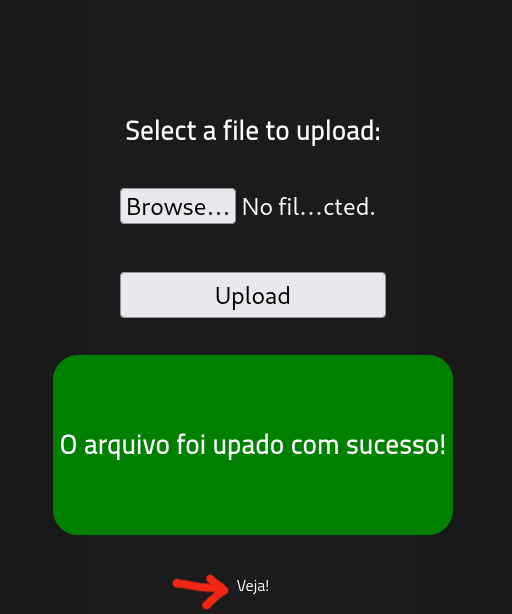 Select a file to upload:
Browse... No fil...cted.
Upload
O arquivo foi upado com sucesso!
Veja!